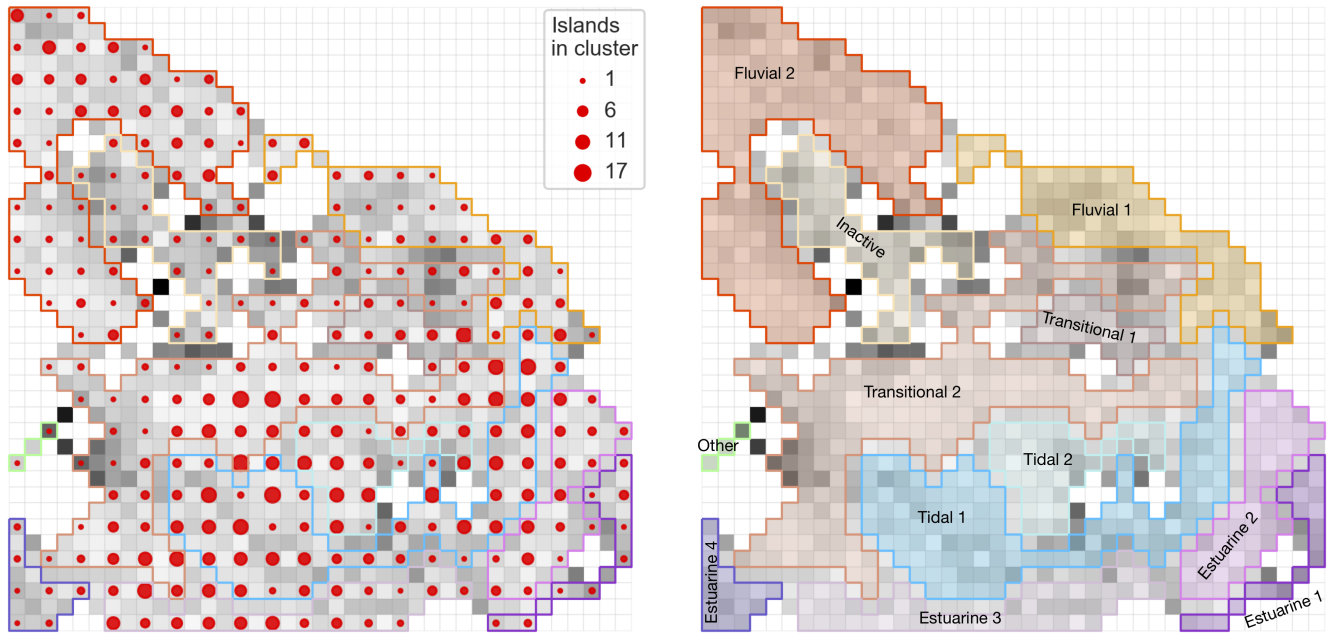 Islands
in cluster
1
6
11
17
Fluvial 2
Fluvial 1
Inactive
Transitional 1
Transitional 2
Other
Tidal 2
Tidal 1
Estuarine 2
Estuarine 4
Estuarine 3
Estuarine 1